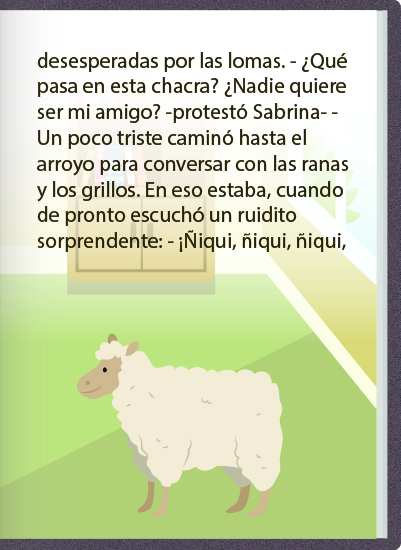 desesperadas por las lomas. - ¿Qué
pasa en esta chacra? ¿Nadie quiere
ser mi amigo? -protestó Sabrina- -
Un poco triste caminó hasta el
arroyo para conversar con las ranas
y los grillos. En eso estaba, cuando
de pronto escuchó un ruidito
sorprendente: - ¡Ñiqui, ñiqui, ñiqui,